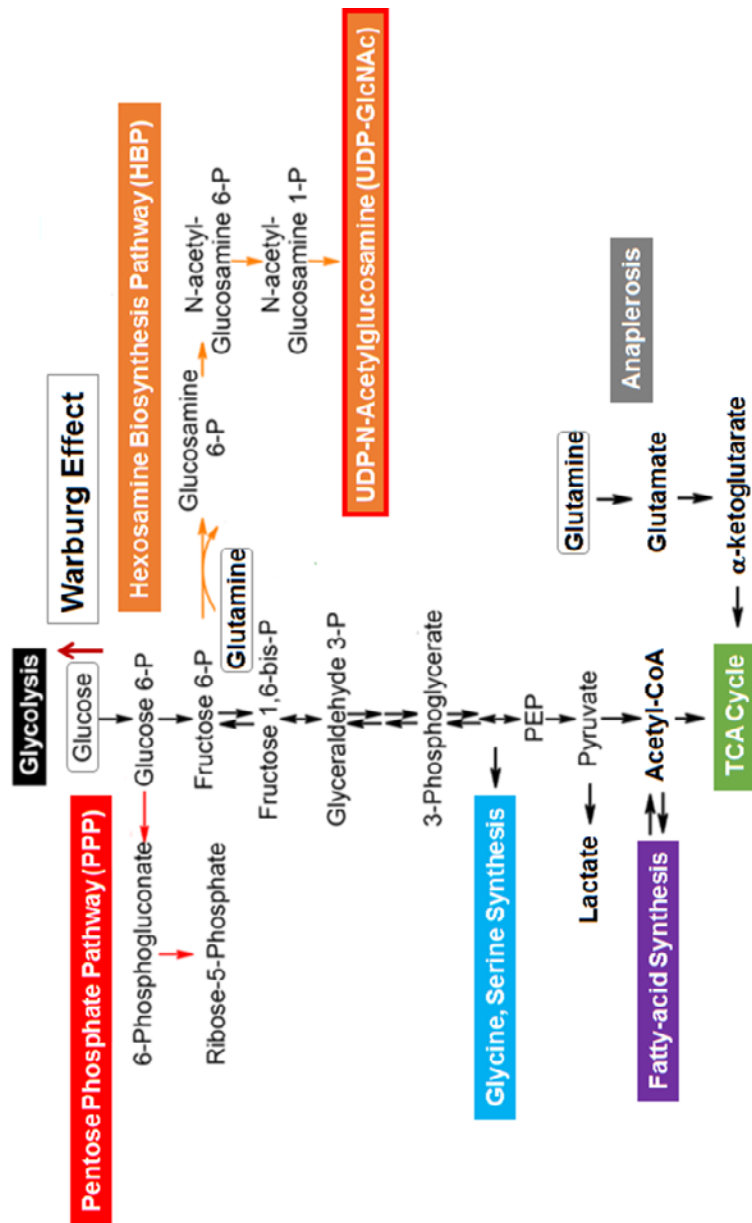 Glycolysis
Pentose Phosphate Pathway (PPP)
Glucose
Warburg Effect
Hexosamine Biosynthesis Pathway (HBP)
6-Phosphogluconate
Glucose 6-P
Ribose-5-Phosphate
Fructose 6-P
Glutamine
Glucosamine
6-P
N-acetyl-
Glucosamine 6-P
N-acetyl-
Glucosamine 1-P
UDP-N-Acetylglucosamine (UDP-GlcNAc)
Fructose 1,6-bis-P
Glyceraldehyde 3-P
3-Phosphoglycerate
Glycine, Serine Synthesis
PEP
Lactate
Pyruvate
Fatty-acid Synthesis
Acetyl-CoA
TCA Cycle
Glutamine
Glutamate
α-ketoglutarate
Anaplerosis